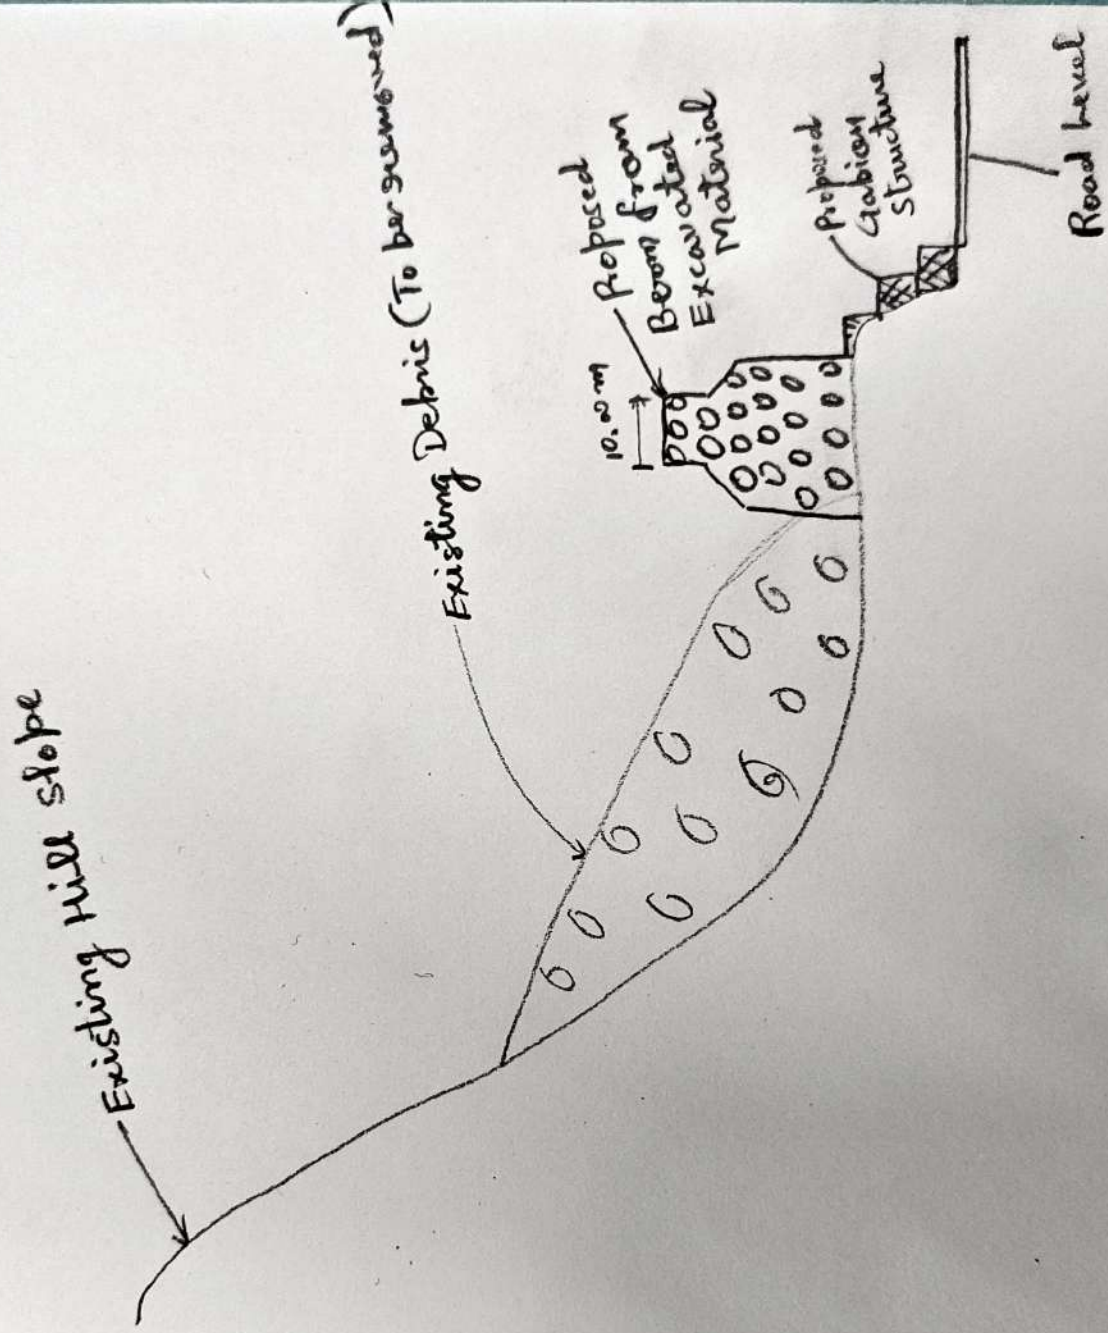 Existing Hill slope
Existing Debris (To be removed)
10.00 m
Proposed
Berm from
Excavated
Material
Proposed
Gabion
Structure
Road Level